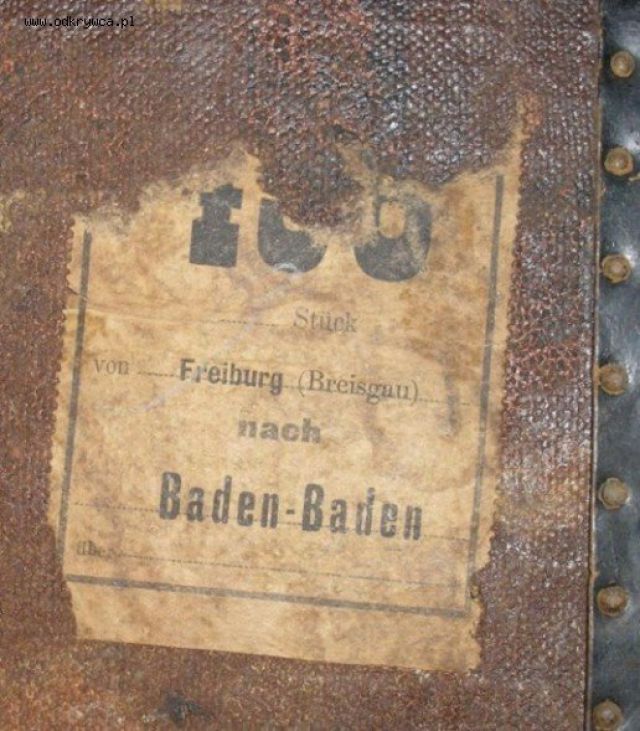 www.odkrywca.pl
Stück
von Freiburg (Breisgau)
nach
Baden-Baden
über